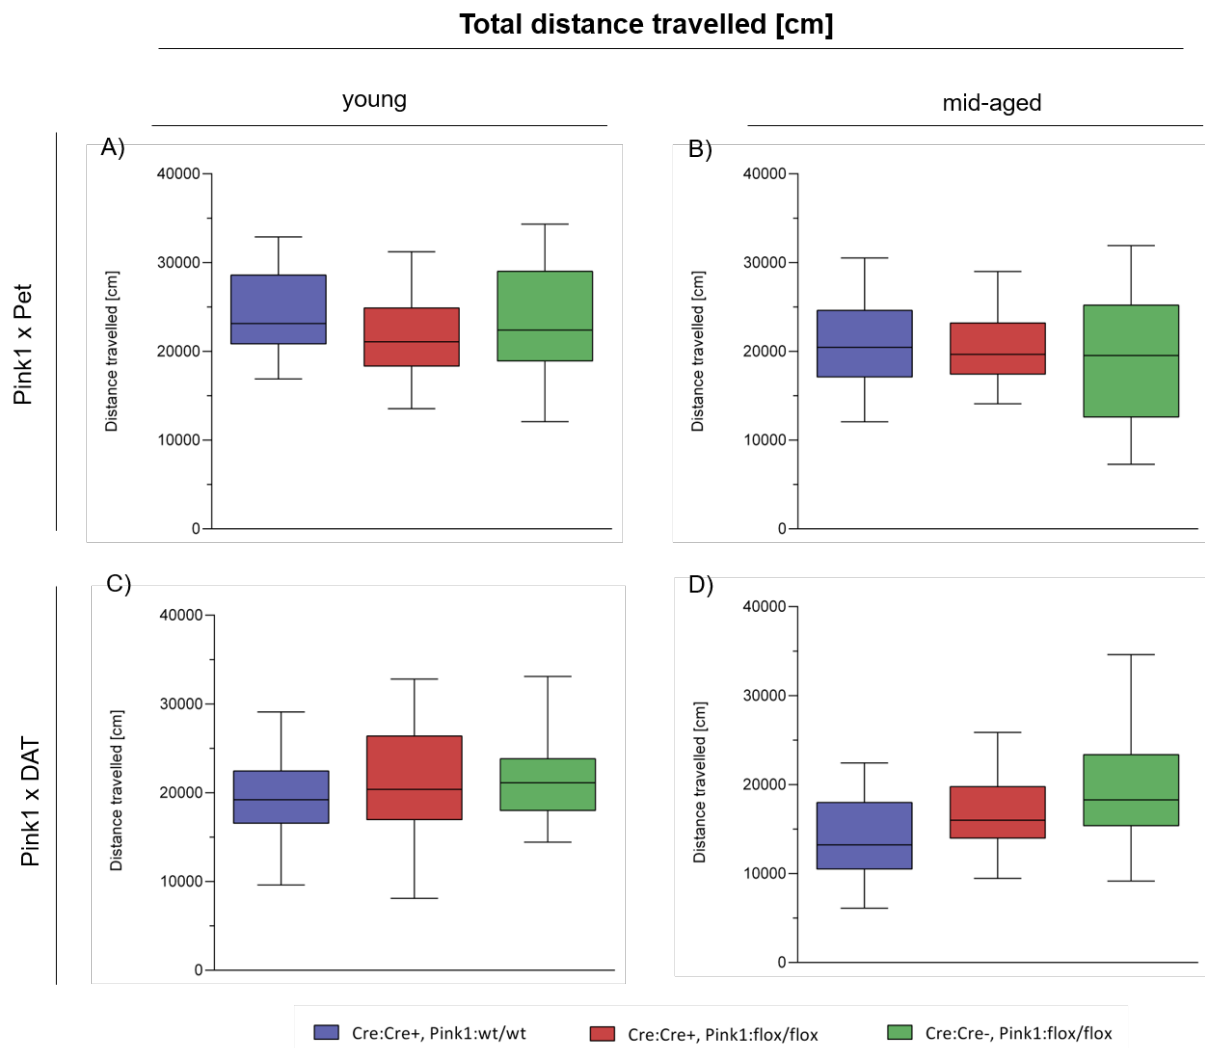 Total distance travelled [cm]
young
mid-aged
Pink1 x Pet
A)
40000
30000
20000
10000
0
Distance travelled [cm]
B)
40000
30000
20000
10000
0
Distance travelled [cm]
Pink1 x DAT
C)
40000
30000
20000
10000
0
Distance travelled [cm]
D)
40000
30000
20000
10000
0
Distance travelled [cm]
Cre:Cre+, Pink1:wt/wt
Cre:Cre+, Pink1:flox/flox
Cre:Cre-, Pink1:flox/flox